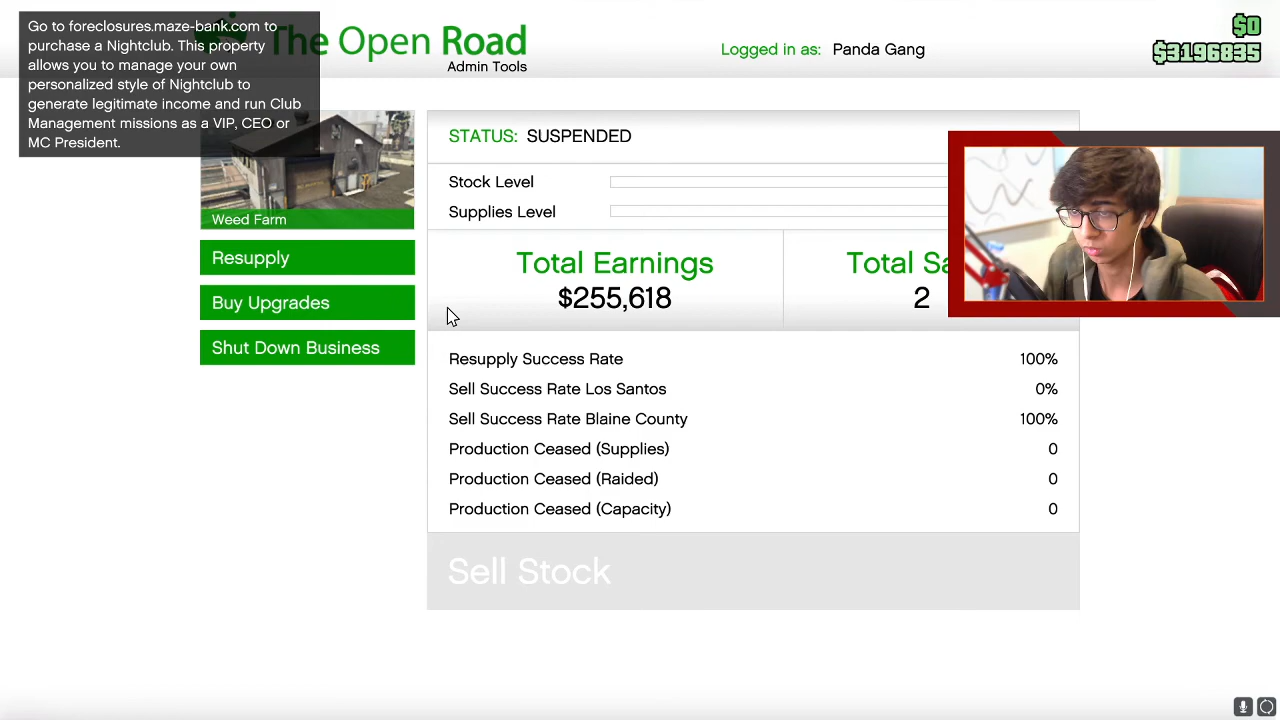 Go to foreclosures.maze-bank.com to
purchase a Nightclub. This property
allows you to manage your own
personalized style of Nightclub to
generate legitimate income and run Club
Management missions as a VIP, CEO or
MC President.
The Open Road
Admin Tools
Logged in as: Panda Gang
$0
$3196835
Weed Farm
Resupply
Buy Upgrades
Shut Down Business
STATUS: SUSPENDED
Stock Level
Supplies Level
Total Earnings
$255,618
Total
2
Resupply Success Rate 100%
Sell Success Rate Los Santos 0%
Sell Success Rate Blaine County 100%
Production Ceased (Supplies) 0
Production Ceased (Raided) 0
Production Ceased (Capacity) 0
Sell Stock